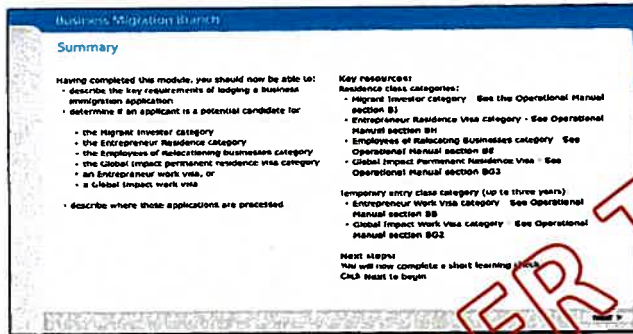 Business Migration Branch
Summary
Having completed this module, you should now be able to:
• describe the key requirements of lodging a business
immigration application
• determine if an applicant is a potential candidate for
• the Migrant Investor category
• the Entrepreneur Residence category
• the Employees of Relocationing businesses category
• the Global Impact permanent residence visa category
• an Entrepreneur work visa, or
• a Global Impact work visa
• describe where these applications are processed
Key resources:
Residence class categories:
• Migrant Investor category - See the Operational Manual
section BJ
• Entrepreneur Residence Visa category - See Operational
Manual section BH
• Employees of Relocating Businesses category - See
Operational Manual section BE
• Global Impact Permanent Residence Visa - See
Operational Manual section BG3
Temporary entry class category (up to three years)
• Entrepreneur Work Visa category - See Operational
Manual section BB
• Global Impact Work Visa category - See Operational
Manual section BG2
Next steps:
You will now complete a short learning check
Click Next to begin
ER